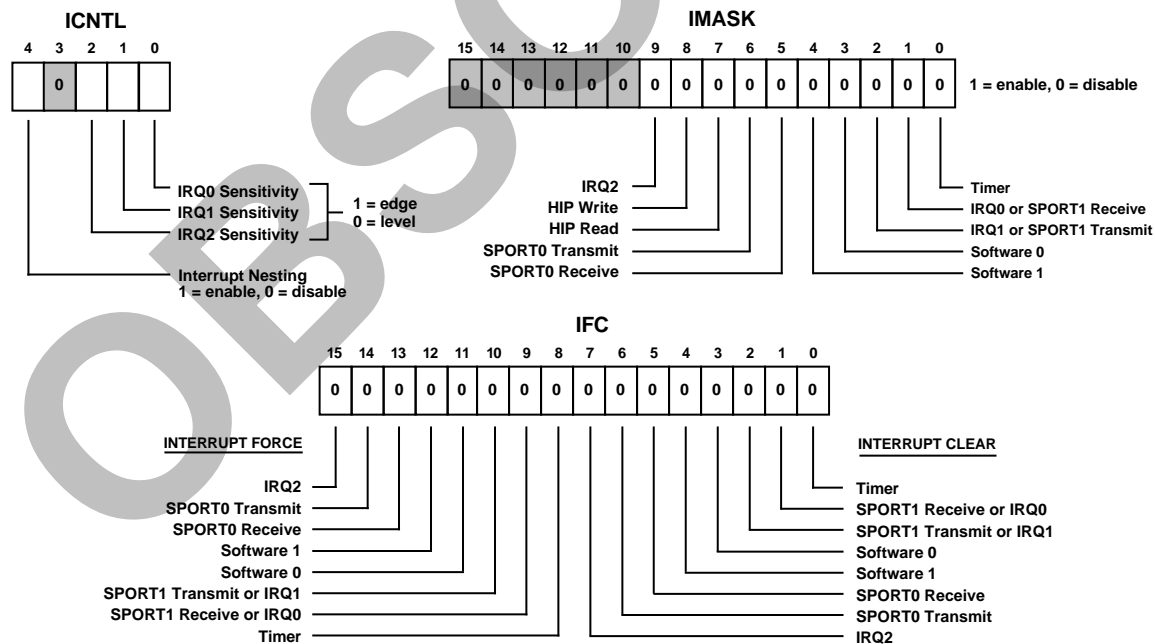 ICNTL
4 3 2 1 0
0
IRQ0 Sensitivity
IRQ1 Sensitivity
IRQ2 Sensitivity
1 = edge
0 = level
Interrupt Nesting
1 = enable, 0 = disable
IMASK
15 14 13 12 11 10 9 8 7 6 5 4 3 2 1 0
0 0 0 0 0 0 0 0 0 0 0 0 0 0 0 0
1 = enable, 0 = disable
IRQ2
HIP Write
HIP Read
SPORT0 Transmit
SPORT0 Receive
Timer
IRQ0 or SPORT1 Receive
IRQ1 or SPORT1 Transmit
Software 0
Software 1
IFC
15 14 13 12 11 10 9 8 7 6 5 4 3 2 1 0
0 0 0 0 0 0 0 0 0 0 0 0 0 0 0 0
INTERRUPT FORCE
IRQ2
SPORT0 Transmit
SPORT0 Receive
Software 1
Software 0
SPORT1 Transmit or IRQ1
SPORT1 Receive or IRQ0
Timer
INTERRUPT CLEAR
Timer
SPORT1 Receive or IRQ0
SPORT1 Transmit or IRQ1
Software 0
Software 1
SPORT0 Receive
SPORT0 Transmit
IRQ2
OBSO